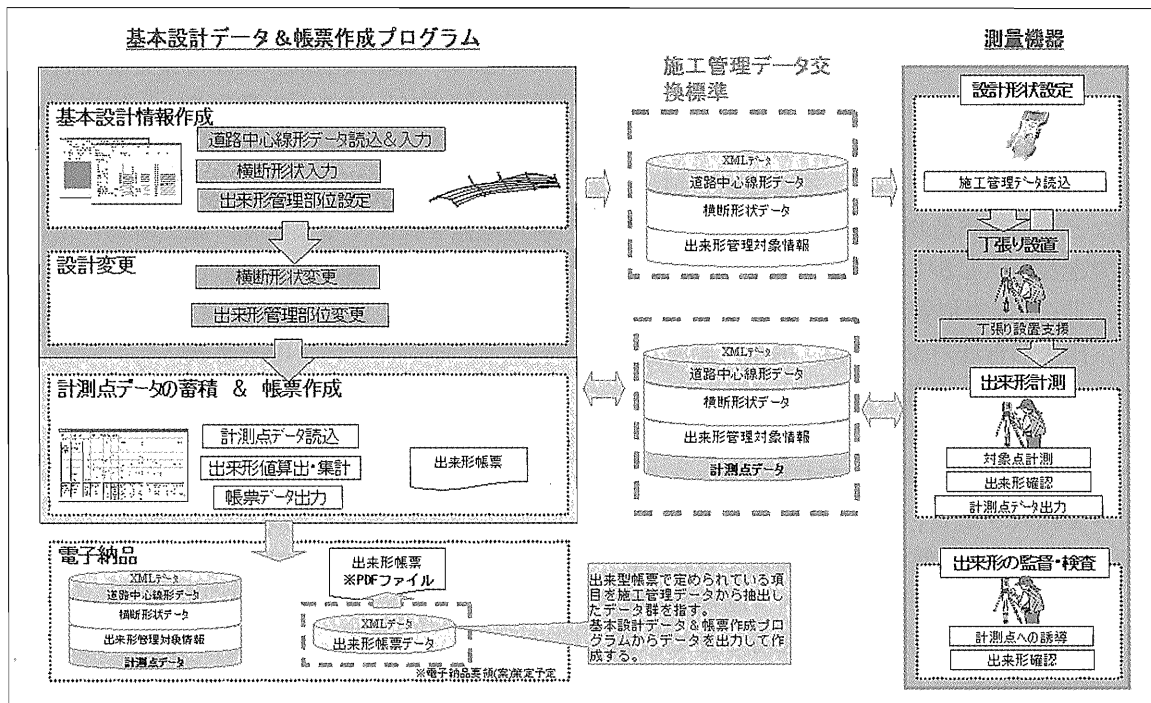 基本設計データ&帳票作成プログラム
基本設計情報作成
道路中心線形データ読込&入力
横断形状入力
出来形管理部位設定
設計変更
横断形状変更
出来形管理部位変更
計測点データの蓄積 & 帳票作成
計測点データ読込
出来形値算出・集計
帳票データ出力
出来形帳票
電子納品
XMLデータ
道路中心線形データ
横断形状データ
出来形管理対象情報
計測点データ
出来形帳票
※PDFファイル
XMLデータ
出来形帳票データ
※電子納品要領(案)策定予定
出来型帳票で定められている項
目を施工管理データから抽出し
たデータ群を指す。
基本設計データ&帳票作成プロ
グラムからデータを出力して作
成する。
施工管理データ交
換標準
XMLデータ
道路中心線形データ
横断形状データ
出来形管理対象情報
XMLデータ
道路中心線形データ
横断形状データ
出来形管理対象情報
計測点データ
測量機器
設計形状設定
施工管理データ読込
丁張り設置
丁張り設置支援
出来形計測
対象点計測
出来形確認
計測点データ出力
出来形の監督・検査
計測点への誘導
出来形確認